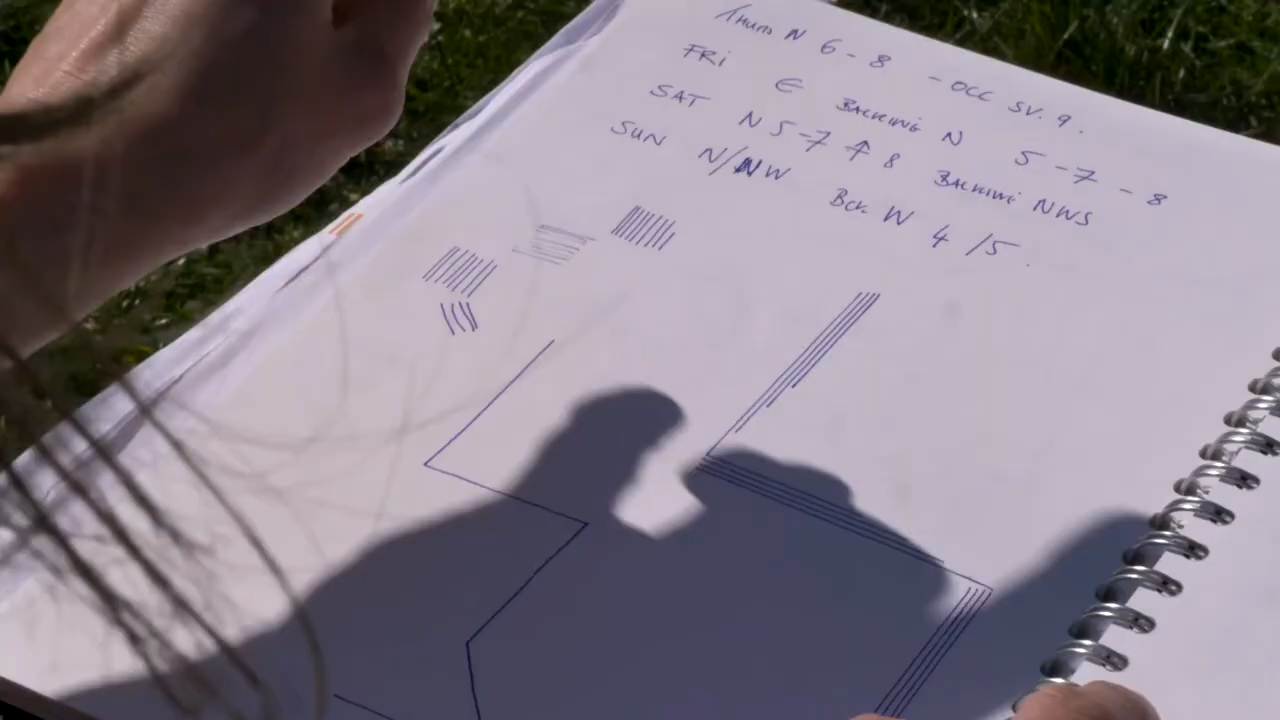 Thurs N 6 - 8 - OCC SV. 9.
FRi E BACKING N 5 - 7 - 8
SAT N 5 - 7 ↑ 8 BACKING NWS
SUN N/NW Bck W 4 / 5.